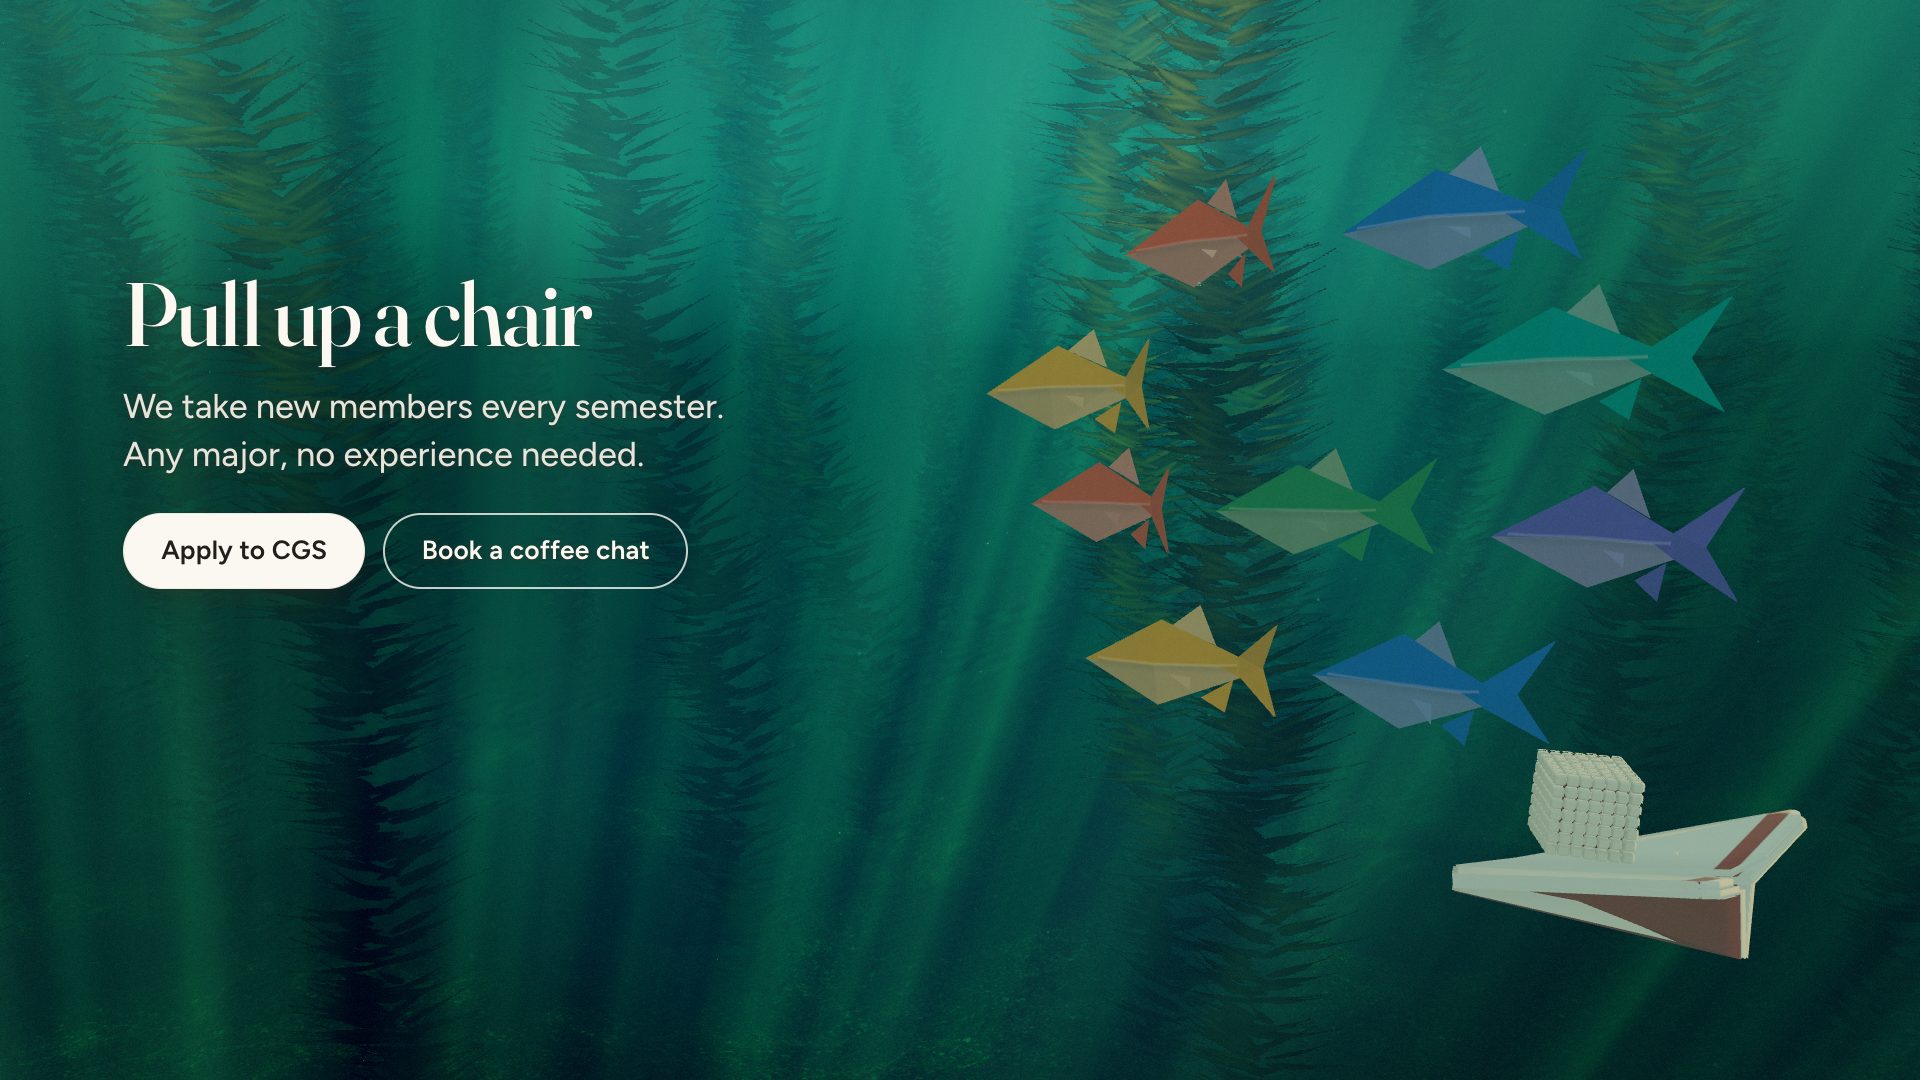 Pull up a chair
We take new members every semester.
Any major, no experience needed.
Apply to CGS
Book a coffee chat